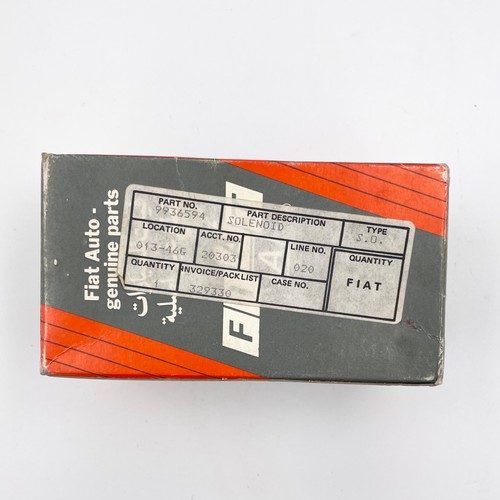 Fiat Auto -
genuine parts
PART NO.
9936594
PART DESCRIPTION
SOLENOID
TYPE
S.O.
LOCATION
013-46G
ACCT. NO.
20303
LINE NO.
020
QUANTITY
FIAT
QUANTITY
1
INVOICE/PACKLIST
329330
CASE NO.
F
A